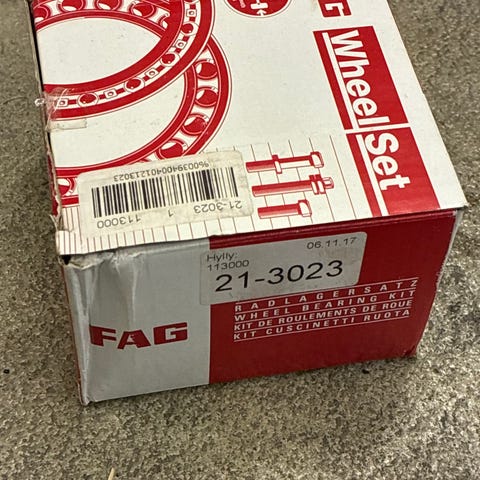 G
WheelSet
%0039400401213023
21-3023 1 113000
Hylly: 06.11.17
113000
21-3023
FAG
RADLAGERSATZ
WHEEL BEARING KIT
KIT DE ROULEMENTS DE ROUE
KIT CUSCINETTI RUOTA